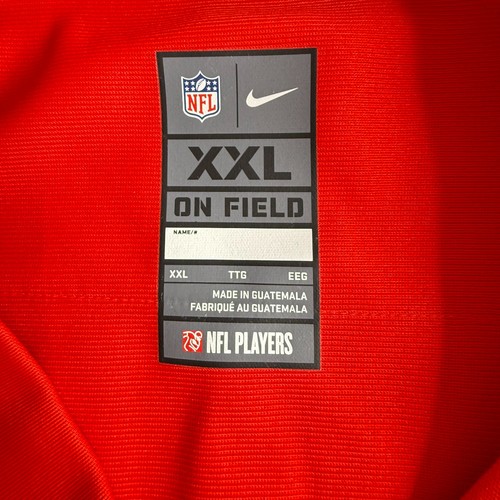 NFL
XXL
ON FIELD
NAME/#
XXL TTG EEG
MADE IN GUATEMALA
FABRIQUÉ AU GUATEMALA
NFL PLAYERS